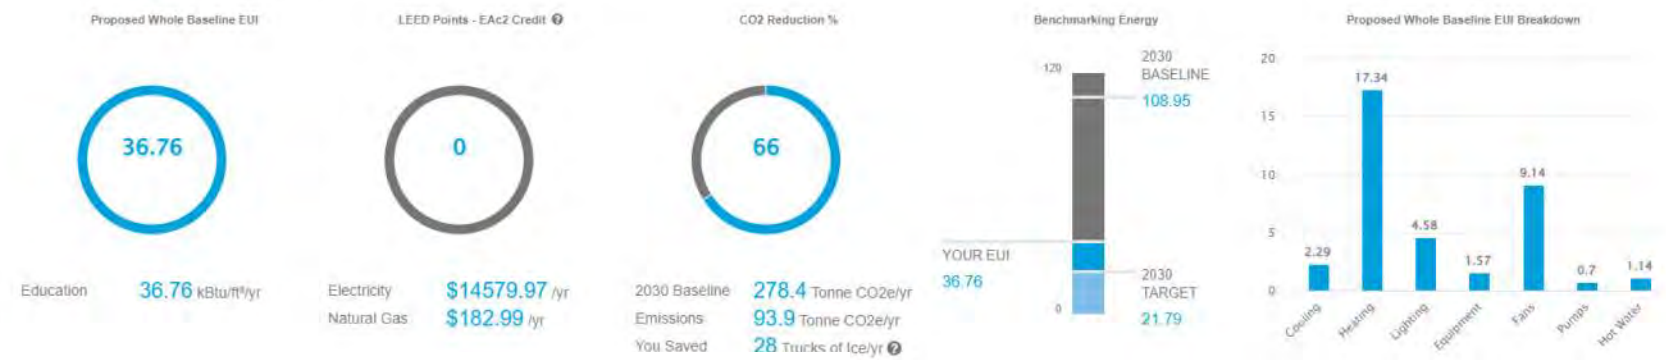 Proposed Whole Baseline EUI
36.76
Education 36.76 kBtu/ft²/yr
LEED Points - EAc2 Credit ?
0
Electricity $14579.97 /yr
Natural Gas $182.99 /yr
CO2 Reduction %
66
2030 Baseline 278.4 Tonne CO2e/yr
Emissions 93.9 Tonne CO2e/yr
You Saved 28 Trucks of Ice/yr ?
Benchmarking Energy
120
2030
BASELINE
108.95
YOUR EUI
36.76
0
2030
TARGET
21.79
Proposed Whole Baseline EUI Breakdown
20
15
10
5
0
2.29
17.34
4.58
1.57
9.14
0.7
1.14
Cooling
Heating
Lighting
Equipment
Fans
Pumps
Hot Water